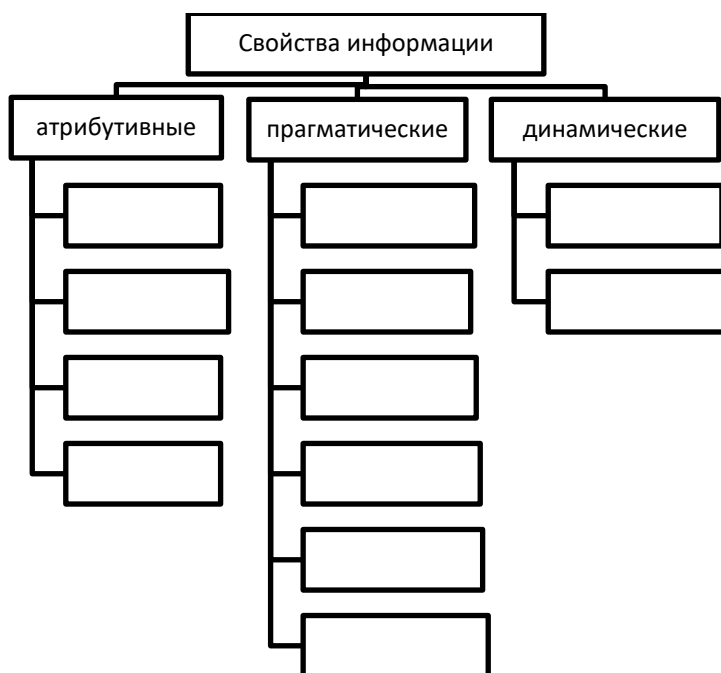 Свойства информации
атрибутивные
прагматические
динамические